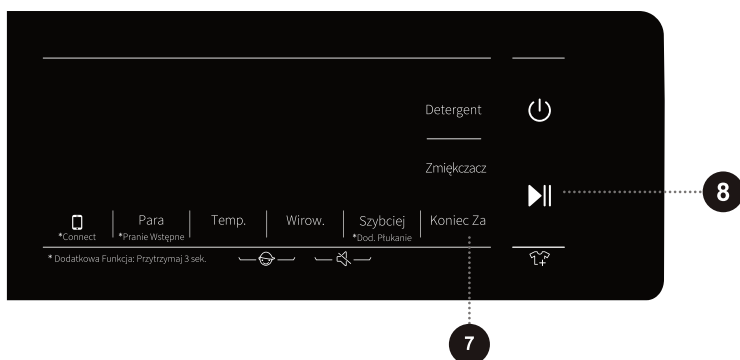 Detergent
Zmiękczacz
8
Para Temp. Wirow. Szybciej Koniec Za
*Connect *Pranie Wstępne *Dod. Płukanie
* Dodatkowa Funkcja: Przytrzymaj 3 sek.
7